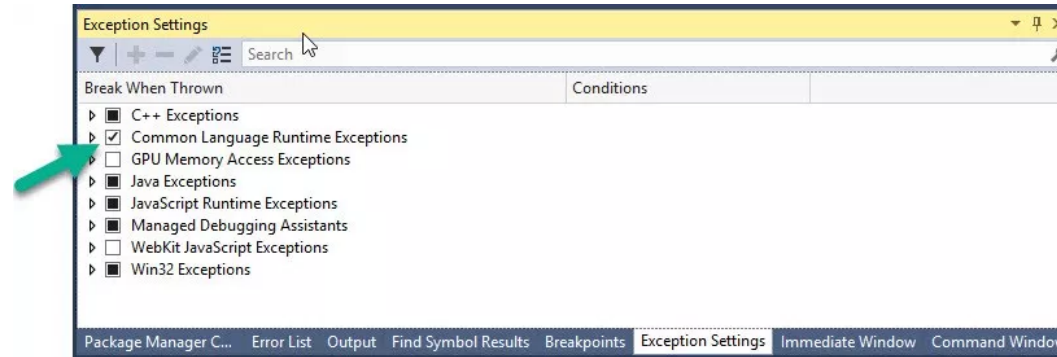 Exception Settings
Search
Break When Thrown Conditions
C++ Exceptions
Common Language Runtime Exceptions
GPU Memory Access Exceptions
Java Exceptions
JavaScript Runtime Exceptions
Managed Debugging Assistants
WebKit JavaScript Exceptions
Win32 Exceptions
Package Manager C... Error List Output Find Symbol Results Breakpoints Exception Settings Immediate Window Command Windo